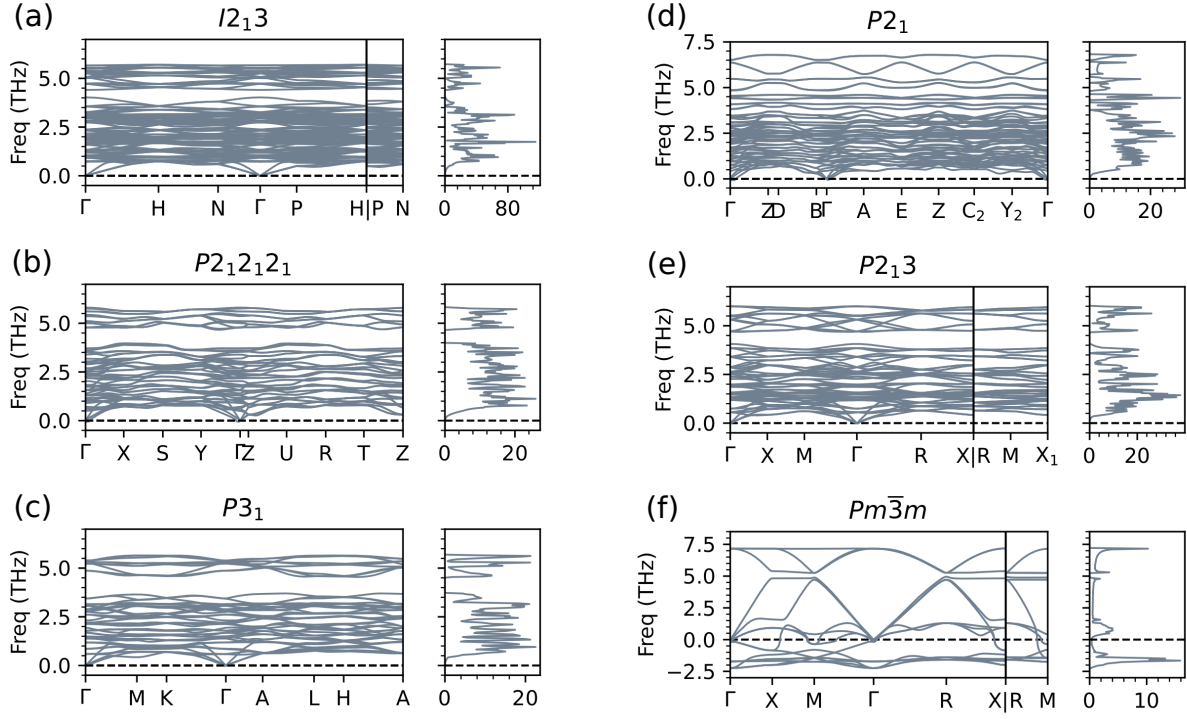 (a) I2₁3
Freq (THz)
5.0
2.5
0.0
Γ H N Γ P H|P N
0 80
(b) P2₁2₁2₁
Freq (THz)
5.0
2.5
0.0
Γ X S Y Γ Z U R T Z
0 20
(c) P3₁
Freq (THz)
5.0
2.5
0.0
Γ M K Γ A L H A
0 20
(d) P2₁
Freq (THz)
7.5
5.0
2.5
0.0
Γ Z D B Γ A E Z C₂ Y₂ Γ
0 20
(e) P2₁3
Freq (THz)
5.0
2.5
0.0
Γ X M Γ R X|R M X₁
0 20
(f) Pm3̅m
Freq (THz)
7.5
5.0
2.5
0.0
−2.5
Γ X M Γ R X|R M
0 10